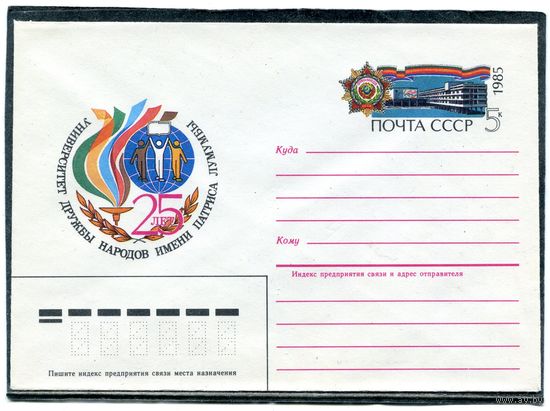 УНИВЕРСИТЕТ ДРУЖБЫ НАРОДОВ ИМЕНИ ПАТРИСА ЛУМУМБЫ
25
ЛЕТ
1985
ПОЧТА СССР 5 к
Куда
Кому
Индекс предприятия связи и адрес отправителя
Пишите индекс предприятия связи места назначения